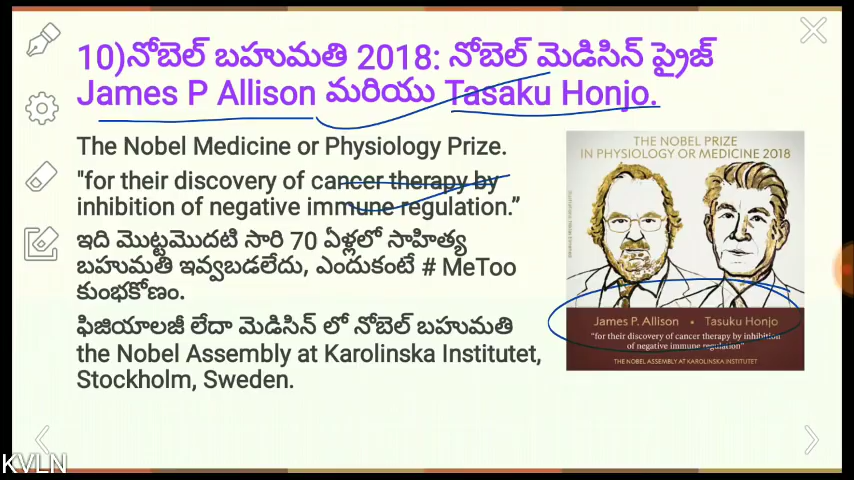 10)నోబెల్ బహుమతి 2018: నోబెల్ మెడిసిన్ ప్రైజ్
James P Allison మరియు Tasaku Honjo.
The Nobel Medicine or Physiology Prize.
"for their discovery of cancer therapy by
inhibition of negative immune regulation.”
ఇది మొట్టమొదటి సారి 70 ఏళ్లలో సాహిత్య
బహుమతి ఇవ్వబడలేదు, ఎందుకంటే # MeToo
కుంభకోణం.
ఫిజియాలజీ లేదా మెడిసిన్ లో నోబెల్ బహుమతి
the Nobel Assembly at Karolinska Institutet,
Stockholm, Sweden.
THE NOBEL PRIZE
IN PHYSIOLOGY OR MEDICINE 2018
James P. Allison • Tasuku Honjo
“for their discovery of cancer therapy by inhibition
of negative immune regulation”
THE NOBEL ASSEMBLY AT KAROLINSKA INSTITUTET
KVLN